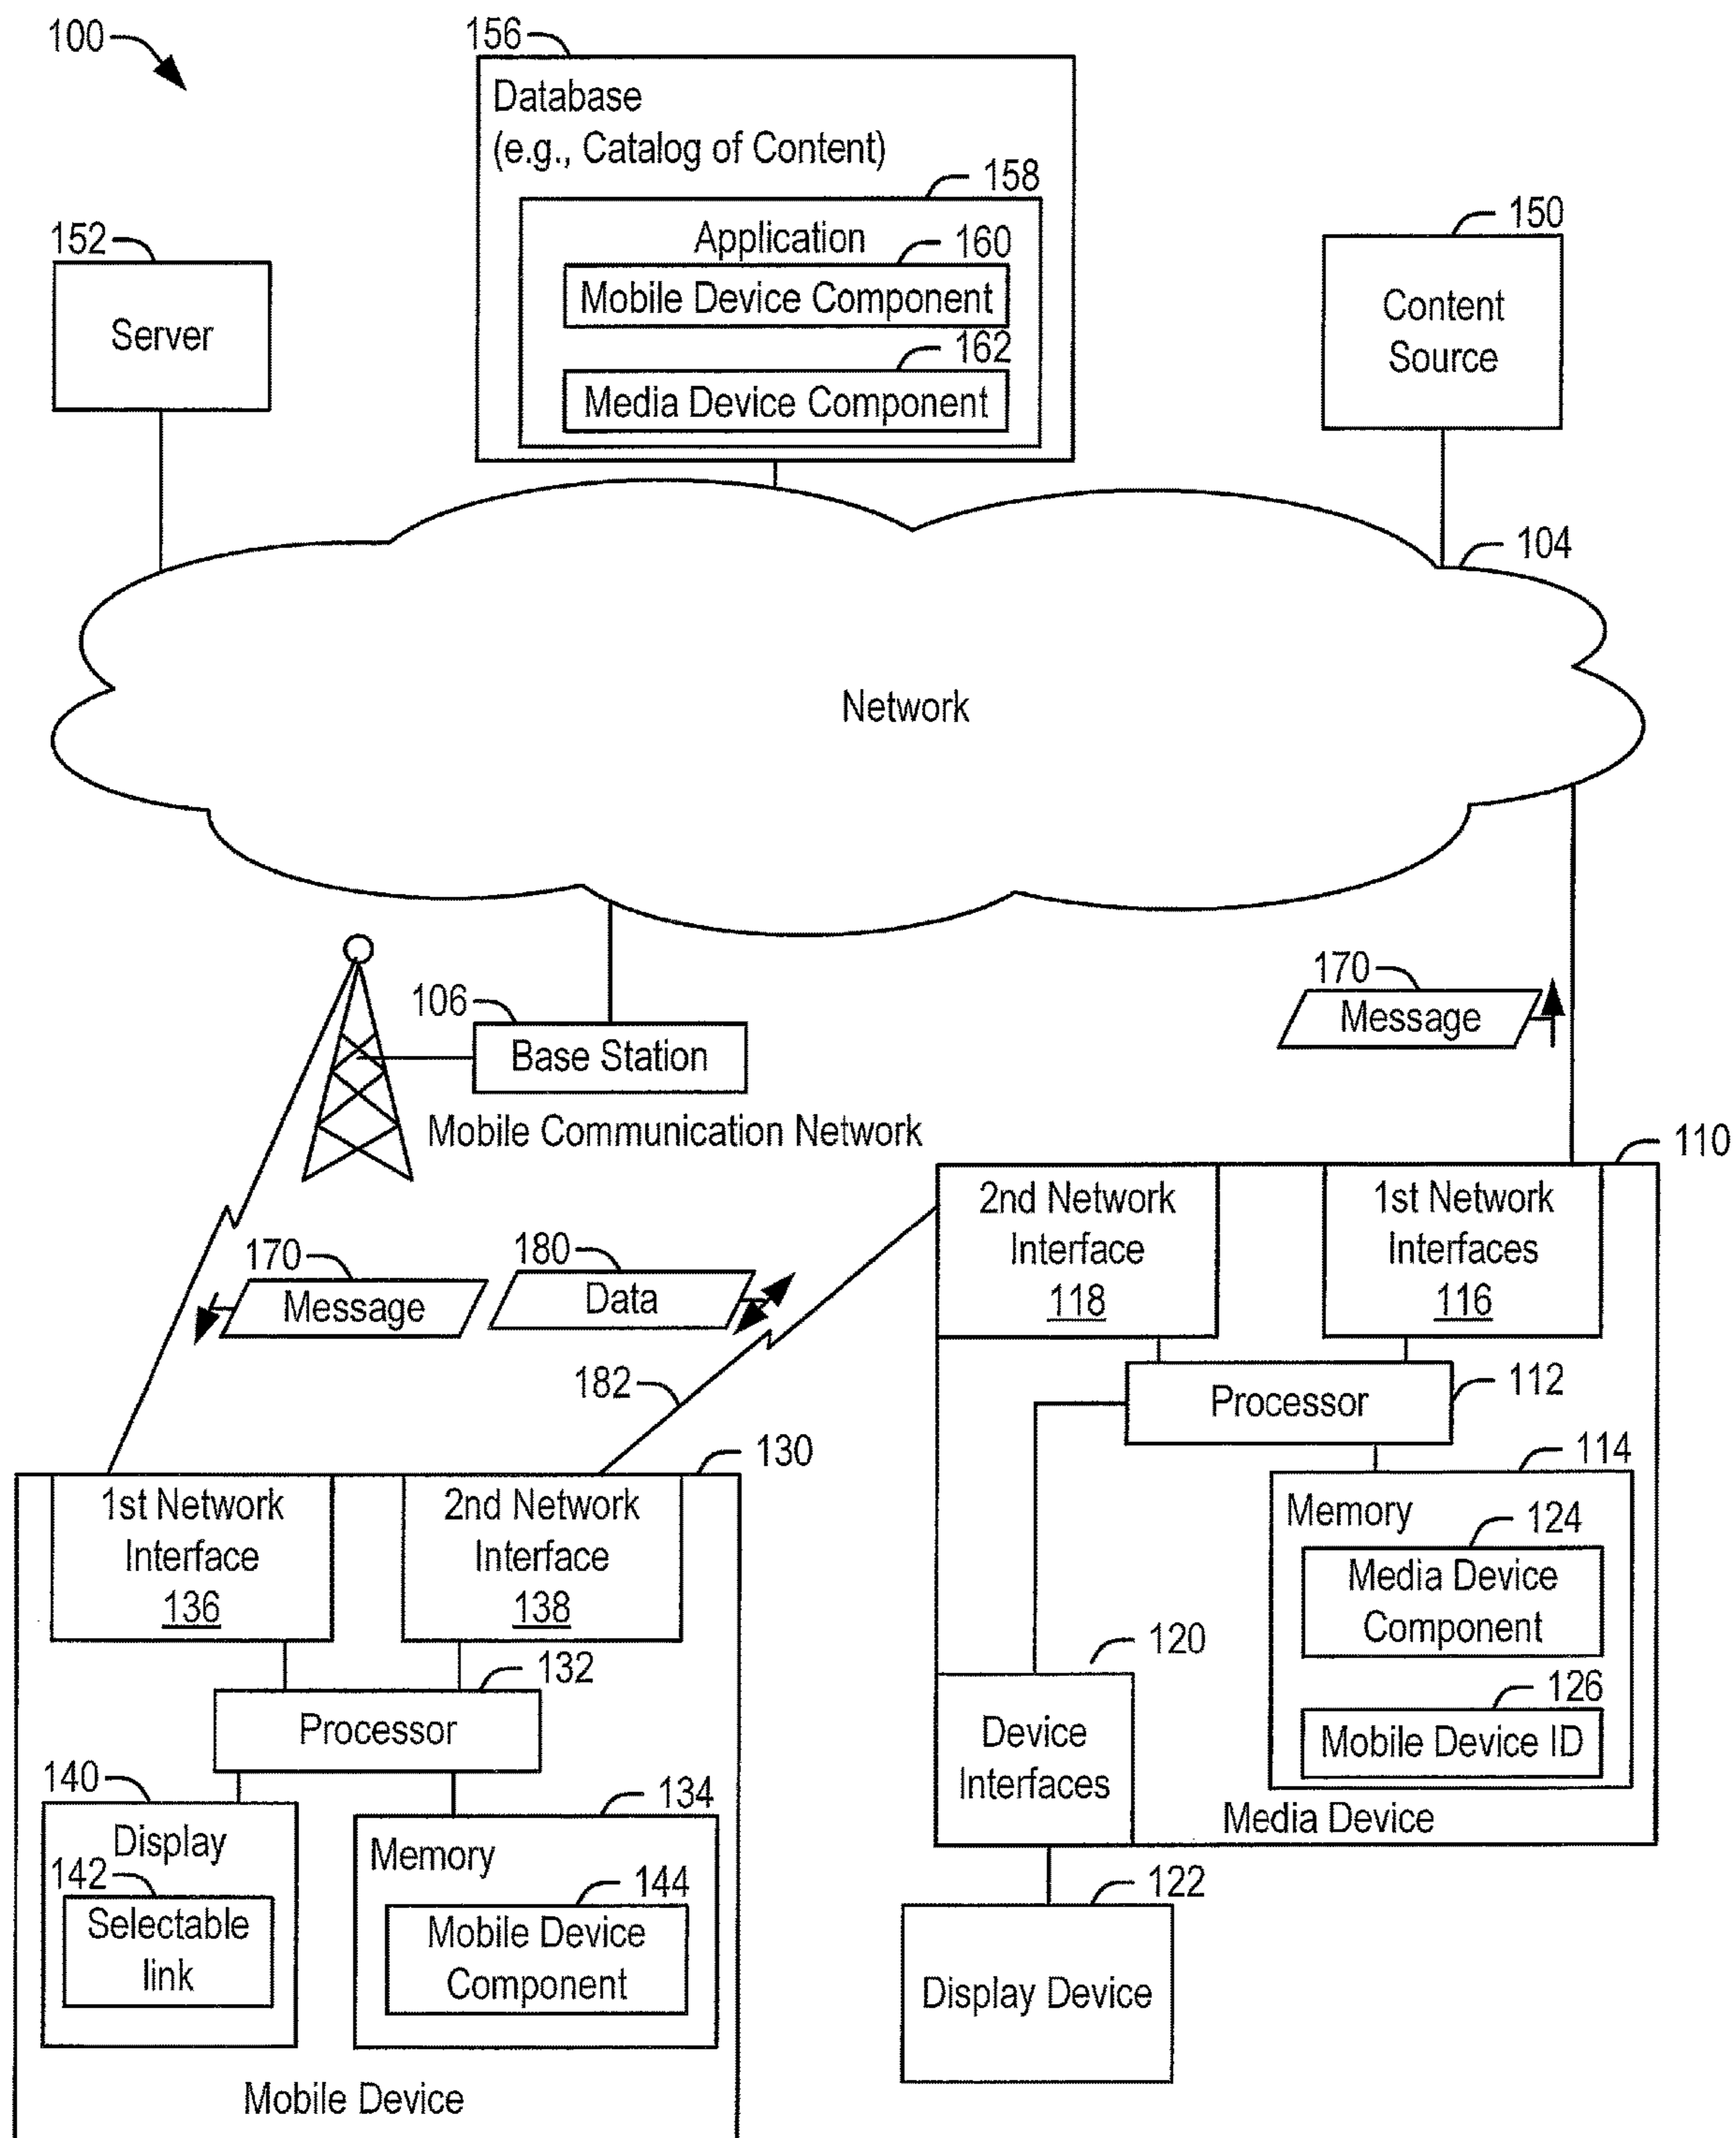 100
156
Database
(e.g., Catalog of Content)
158
Application
160
Mobile Device Component
162
Media Device Component
152
Server
150
Content
Source
104
Network
106
Base Station
Mobile Communication Network
170
Message
170
Message
180
Data
182
110
2nd Network
Interface
118
1st Network
Interfaces
116
Processor
112
114
Memory
124
Media Device
Component
126
Mobile Device ID
120
Device
Interfaces
Media Device
122
Display Device
130
1st Network
Interface
136
2nd Network
Interface
138
132
Processor
140
Display
142
Selectable
link
134
Memory
144
Mobile Device
Component
Mobile Device